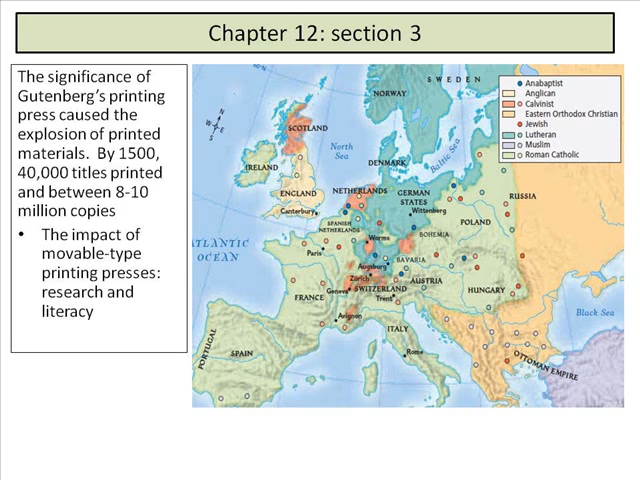 Chapter 12: section 3
The significance of
Gutenberg's printing
press caused the
explosion of printed
materials.  By 1500,
40,000 titles printed
and between 8-10
million copies
• The impact of
movable-type
printing presses:
research and
literacy
SWEDEN
NORWAY
SCOTLAND
North
Sea
Baltic Sea
DENMARK
IRELAND
ENGLAND
Canterbury
NETHERLANDS
GERMAN
STATES
Wittenberg
RUSSIA
POLAND
SPANISH
NETHERLANDS
ATLANTIC
OCEAN
Paris
Worms
BOHEMIA
BAVARIA
Augsburg
Zürich
AUSTRIA
Geneva
SWITZERLAND
Trent
HUNGARY
FRANCE
Avignon
Black Sea
PORTUGAL
SPAIN
ITALY
Rome
OTTOMAN EMPIRE
Anabaptist
Anglican
Calvinist
Eastern Orthodox Christian
Jewish
Lutheran
Muslim
Roman Catholic
N
S
E
W